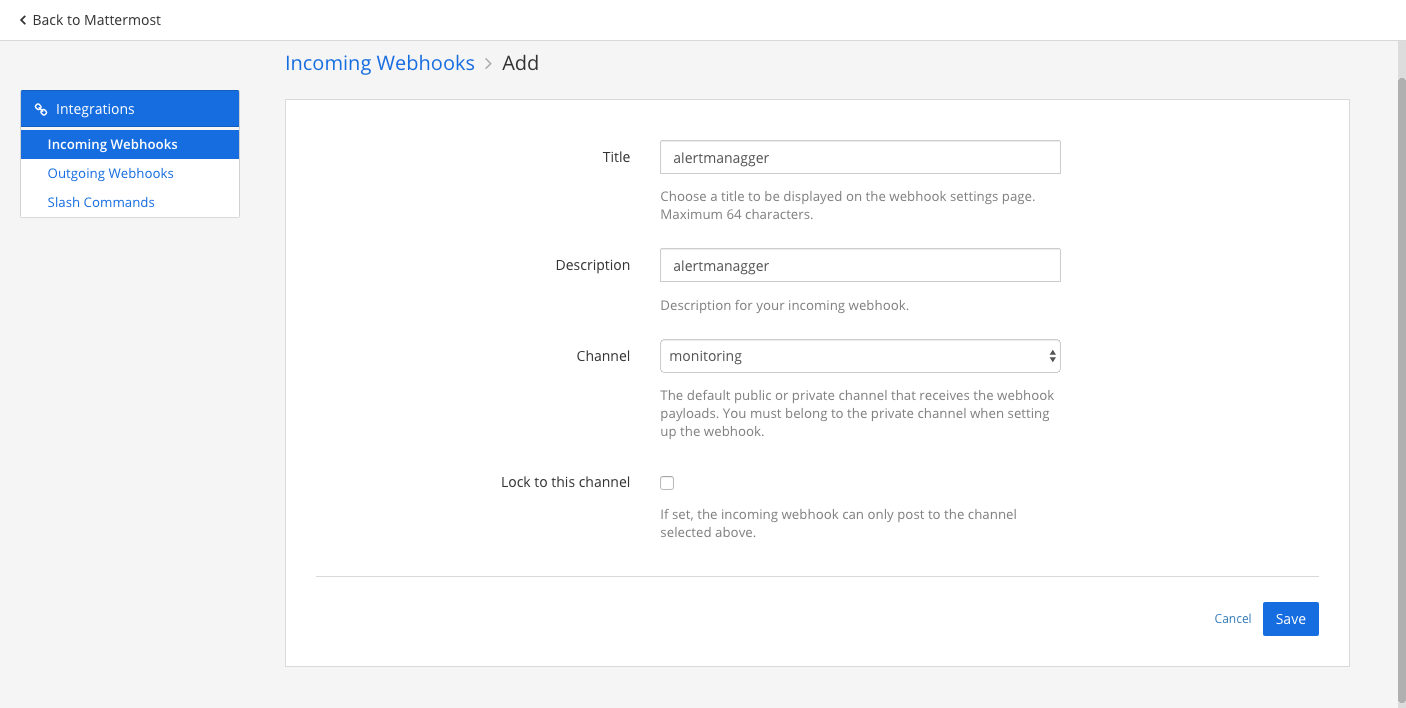 Back to Mattermost
Incoming Webhooks > Add
Integrations
Incoming Webhooks
Outgoing Webhooks
Slash Commands
Title
alertmanagger
Choose a title to be displayed on the webhook settings page.
Maximum 64 characters.
Description
alertmanagger
Description for your incoming webhook.
Channel
monitoring
The default public or private channel that receives the webhook
payloads. You must belong to the private channel when setting
up the webhook.
Lock to this channel
If set, the incoming webhook can only post to the channel
selected above.
Cancel
Save